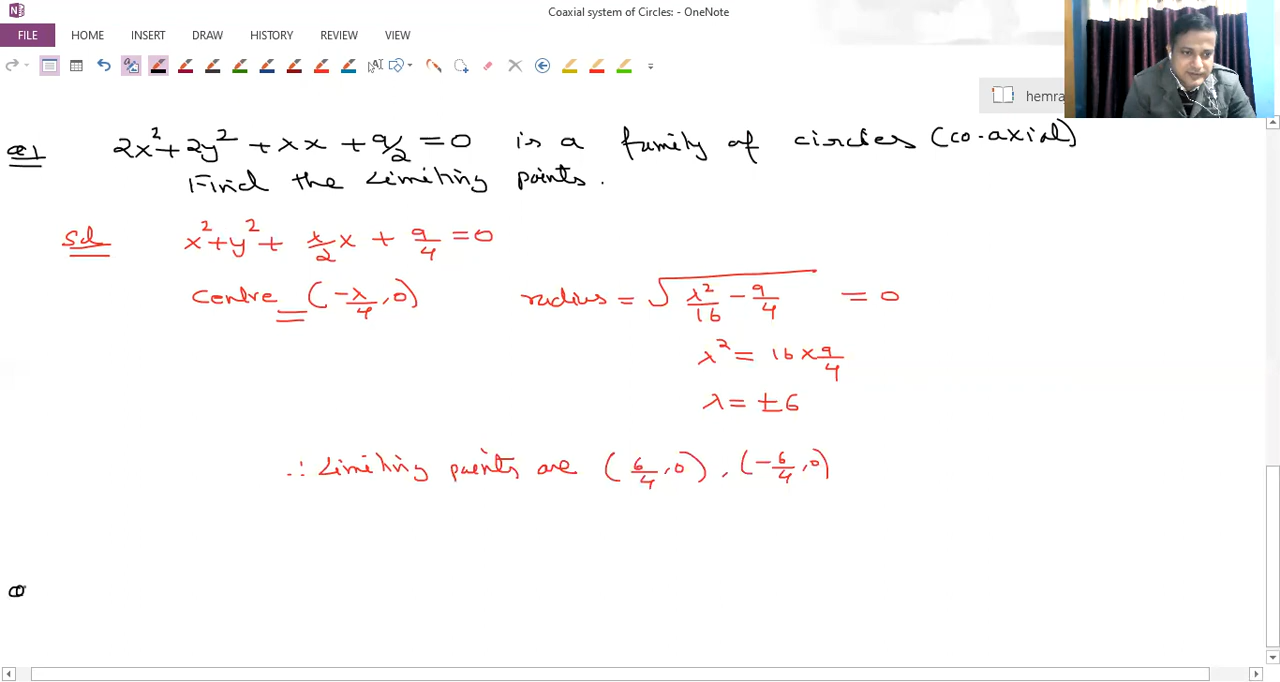 Coaxial system of Circles: - OneNote
FILE HOME INSERT DRAW HISTORY REVIEW VIEW
hemra
Q1 2x²+2y²+λx+9/2=0 is a family of circles (co-axial)
Find the Limiting points.
Sol x²+y²+λ/2x+9/4=0
Centre (-λ/4,0) radius = √(λ²/16-9/4) = 0
λ² = 16×9/4
λ = ±6
∴ Limiting points are (6/4,0), (-6/4,0)